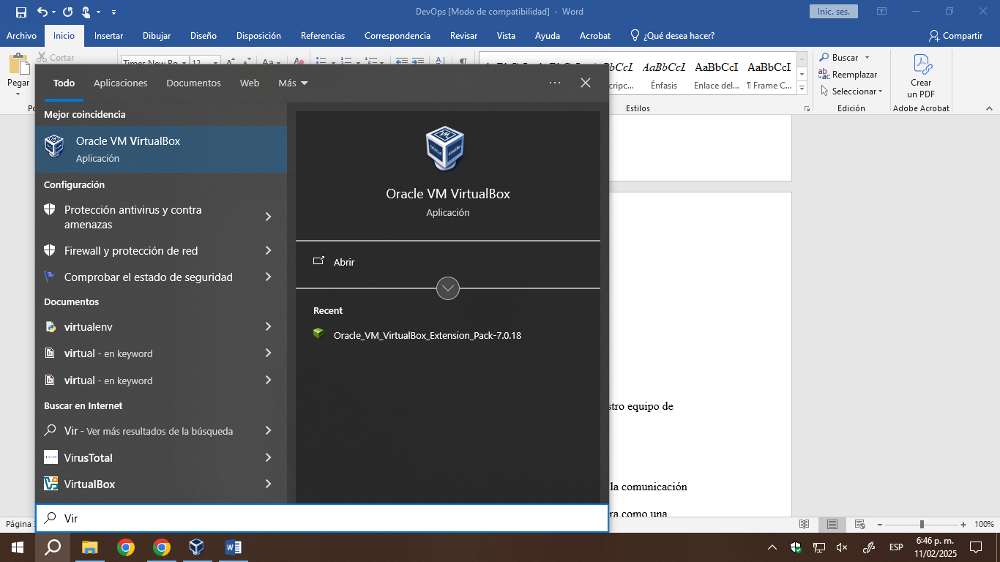 DevOps [Modo de compatibilidad] - Word
Inic. ses.
Archivo Inicio Insertar Dibujar Diseño Disposición Referencias Correspondencia Revisar Vista Ayuda Acrobat ¿Qué desea hacer? Compartir
Cortar
Pegar
Times New Ro 12
AaBbCcI AaBbCcI AaBbCcI
Énfasis Enlace del... ¶ Frame C...
Estilos
Buscar
Reemplazar
Seleccionar
Edición
Crear
un PDF
Adobe Acrobat
Todo Aplicaciones Documentos Web Más
Mejor coincidencia
Oracle VM VirtualBox
Aplicación
Configuración
Protección antivirus y contra
amenazas
Firewall y protección de red
Comprobar el estado de seguridad
Documentos
virtualenv
virtual - en keyword
virtual - en keyword
Buscar en Internet
Vir - Ver más resultados de la búsqueda
VirusTotal
VirtualBox
Vir
Oracle VM VirtualBox
Aplicación
Abrir
Recent
Oracle_VM_VirtualBox_Extension_Pack-7.0.18
equipo de
la comunicación
como una
Página
100%
ESP
6:46 p. m.
11/02/2025